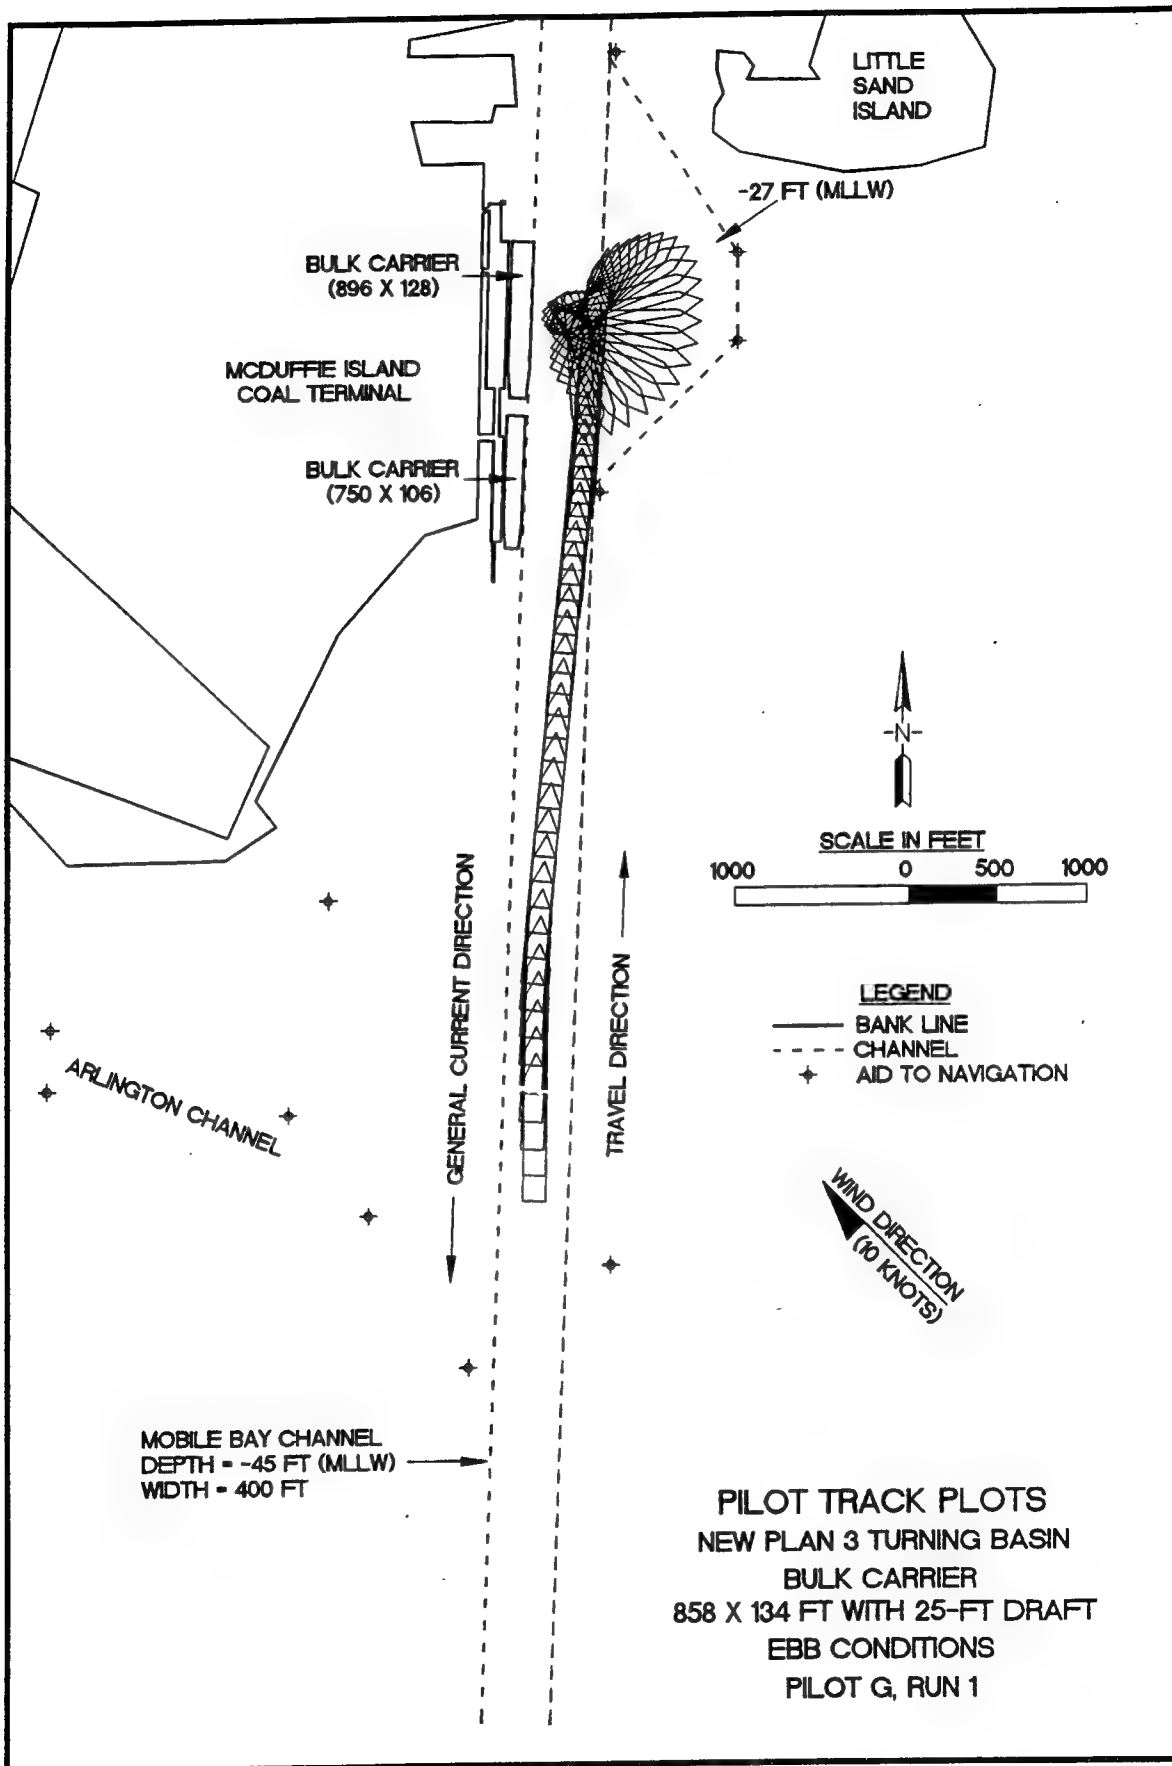 LITTLE
SAND
ISLAND
-27 FT (MLLW)
BULK CARRIER
(896 X 128)
MCDUFFIE ISLAND
COAL TERMINAL
BULK CARRIER
(750 X 106)
-N-
SCALE IN FEET
1000 0 500 1000
GENERAL CURRENT DIRECTION
TRAVEL DIRECTION
LEGEND
BANK LINE
CHANNEL
AID TO NAVIGATION
ARLINGTON CHANNEL
WIND DIRECTION
(10 KNOTS)
MOBILE BAY CHANNEL
DEPTH = -45 FT (MLLW)
WIDTH = 400 FT
PILOT TRACK PLOTS
NEW PLAN 3 TURNING BASIN
BULK CARRIER
858 X 134 FT WITH 25-FT DRAFT
EBB CONDITIONS
PILOT G, RUN 1